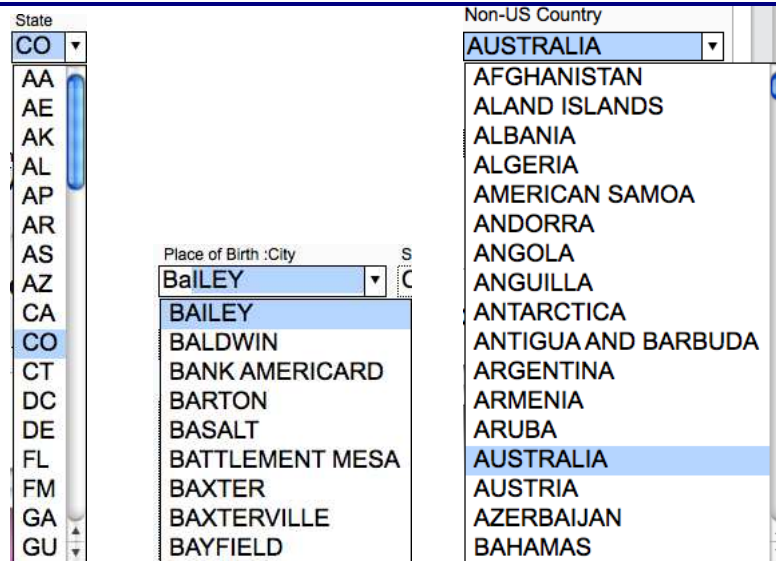 State
CO
AA
AE
AK
AL
AP
AR
AS
AZ
CA
CO
CT
DC
DE
FL
FM
GA
GU
Place of Birth :City
BaILEY
BAILEY
BALDWIN
BANK AMERICARD
BARTON
BASALT
BATTLEMENT MESA
BAXTER
BAXTERVILLE
BAYFIELD
S
Non-US Country
AUSTRALIA
AFGHANISTAN
ALAND ISLANDS
ALBANIA
ALGERIA
AMERICAN SAMOA
ANDORRA
ANGOLA
ANGUILLA
ANTARCTICA
ANTIGUA AND BARBUDA
ARGENTINA
ARMENIA
ARUBA
AUSTRALIA
AUSTRIA
AZERBAIJAN
BAHAMAS